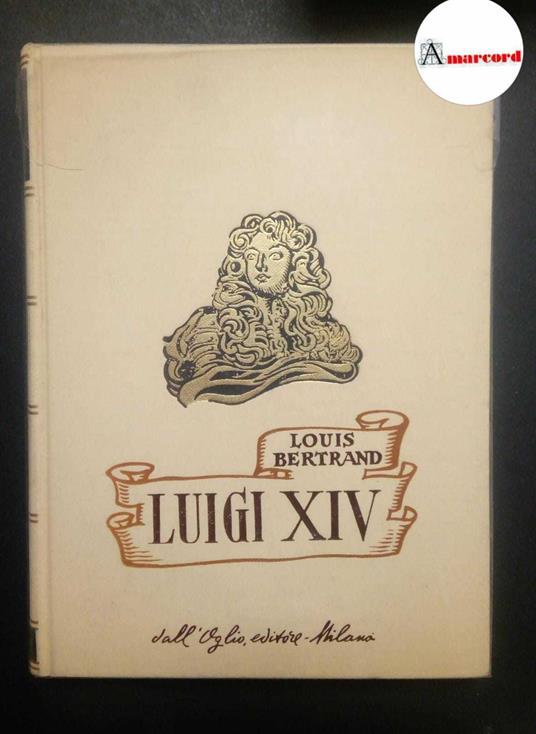 Amarcord
LOUIS
BERTRAND
LUIGI XIV
dall'Oglio, editore - Milano